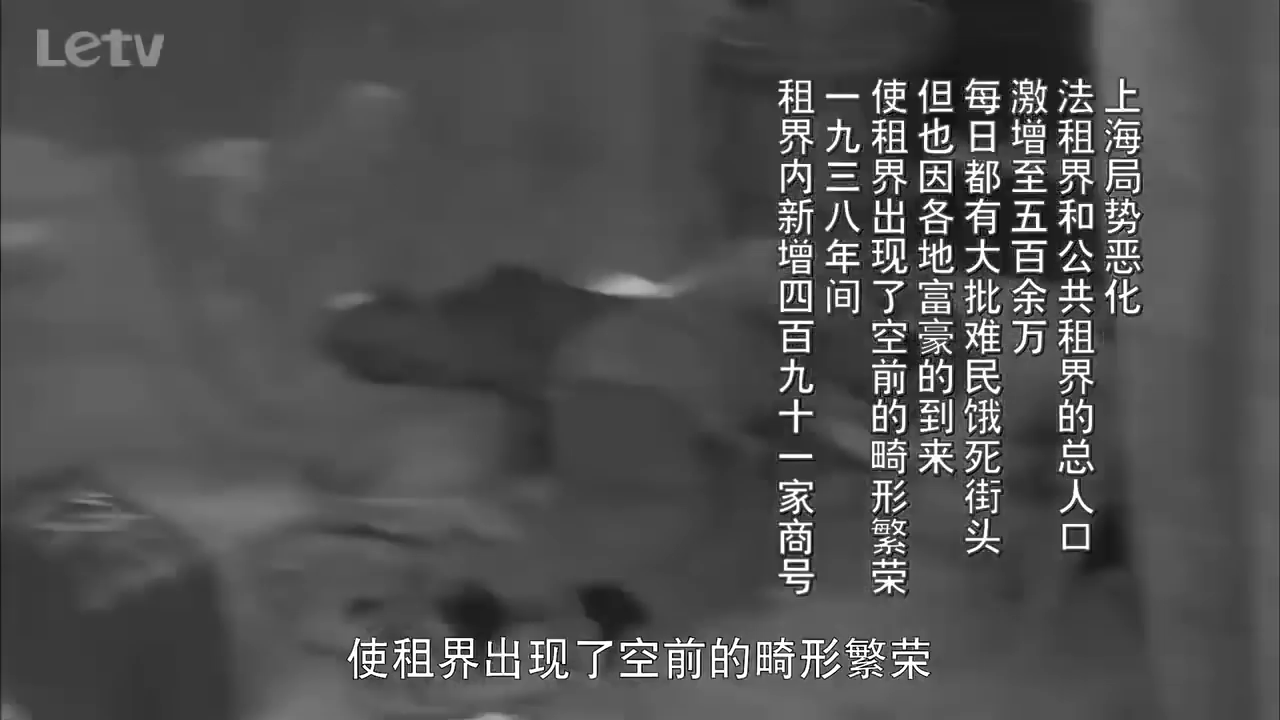 Letv
上海局势恶化
法租界和公共租界的总人口
激增至五百余万
每日都有大批难民饿死街头
但也因各地富豪的到来
使租界出现了空前的畸形繁荣
一九三八年间
租界内新增四百九十一家商号
使租界出现了空前的畸形繁荣